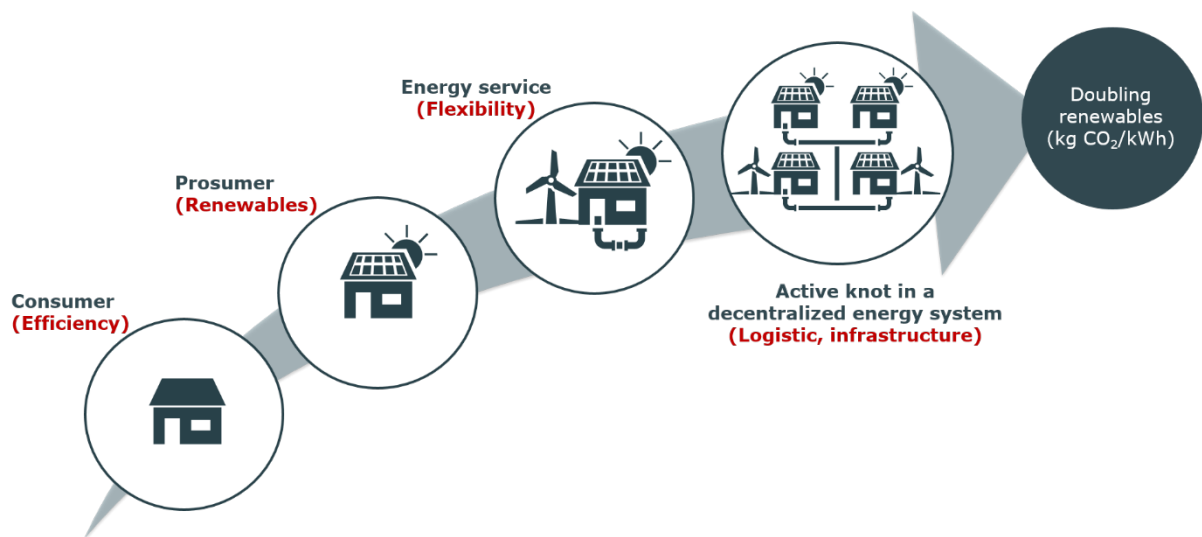 Consumer
(Efficiency)
Prosumer
(Renewables)
Energy service
(Flexibility)
Active knot in a
decentralized energy system
(Logistic, infrastructure)
Doubling
renewables
(kg CO₂/kWh)